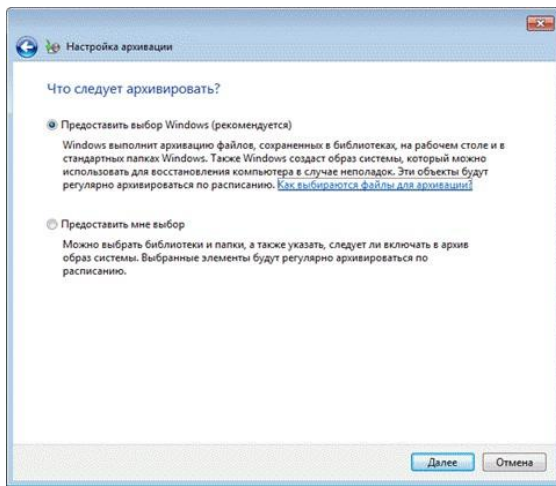 Настройка архивации
Что следует архивировать?
Предоставить выбор Windows (рекомендуется)
Windows выполнит архивацию файлов, сохраненных в библиотеках, на рабочем столе и в
стандартных папках Windows. Также Windows создаст образ системы, который можно
использовать для восстановления компьютера в случае неполадок. Эти объекты будут
регулярно архивироваться по расписанию. Как выбираются файлы для архивации?
Предоставить мне выбор
Можно выбрать библиотеки и папки, а также указать, следует ли включать в архив
образ системы. Выбранные элементы будут регулярно архивироваться по
расписанию.
Далее Отмена